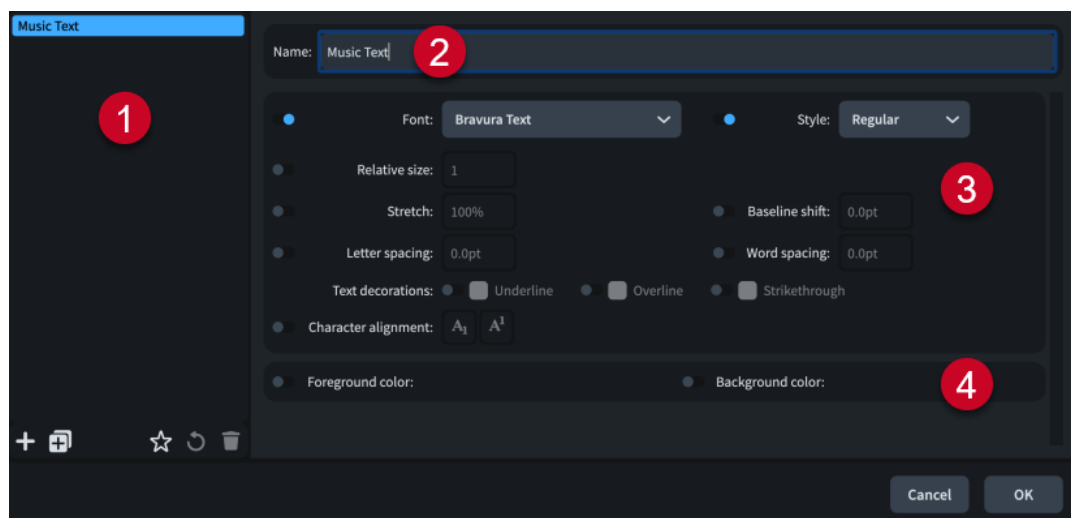 Music Text
Name: Music Text 2
1
Font: Bravura Text Style: Regular
Relative size: 1 3
Stretch: 100% Baseline shift: 0.0pt
Letter spacing: 0.0pt Word spacing: 0.0pt
Text decorations: Underline Overline Strikethrough
Character alignment: A1 A1
Foreground color: Background color: 4
Cancel OK